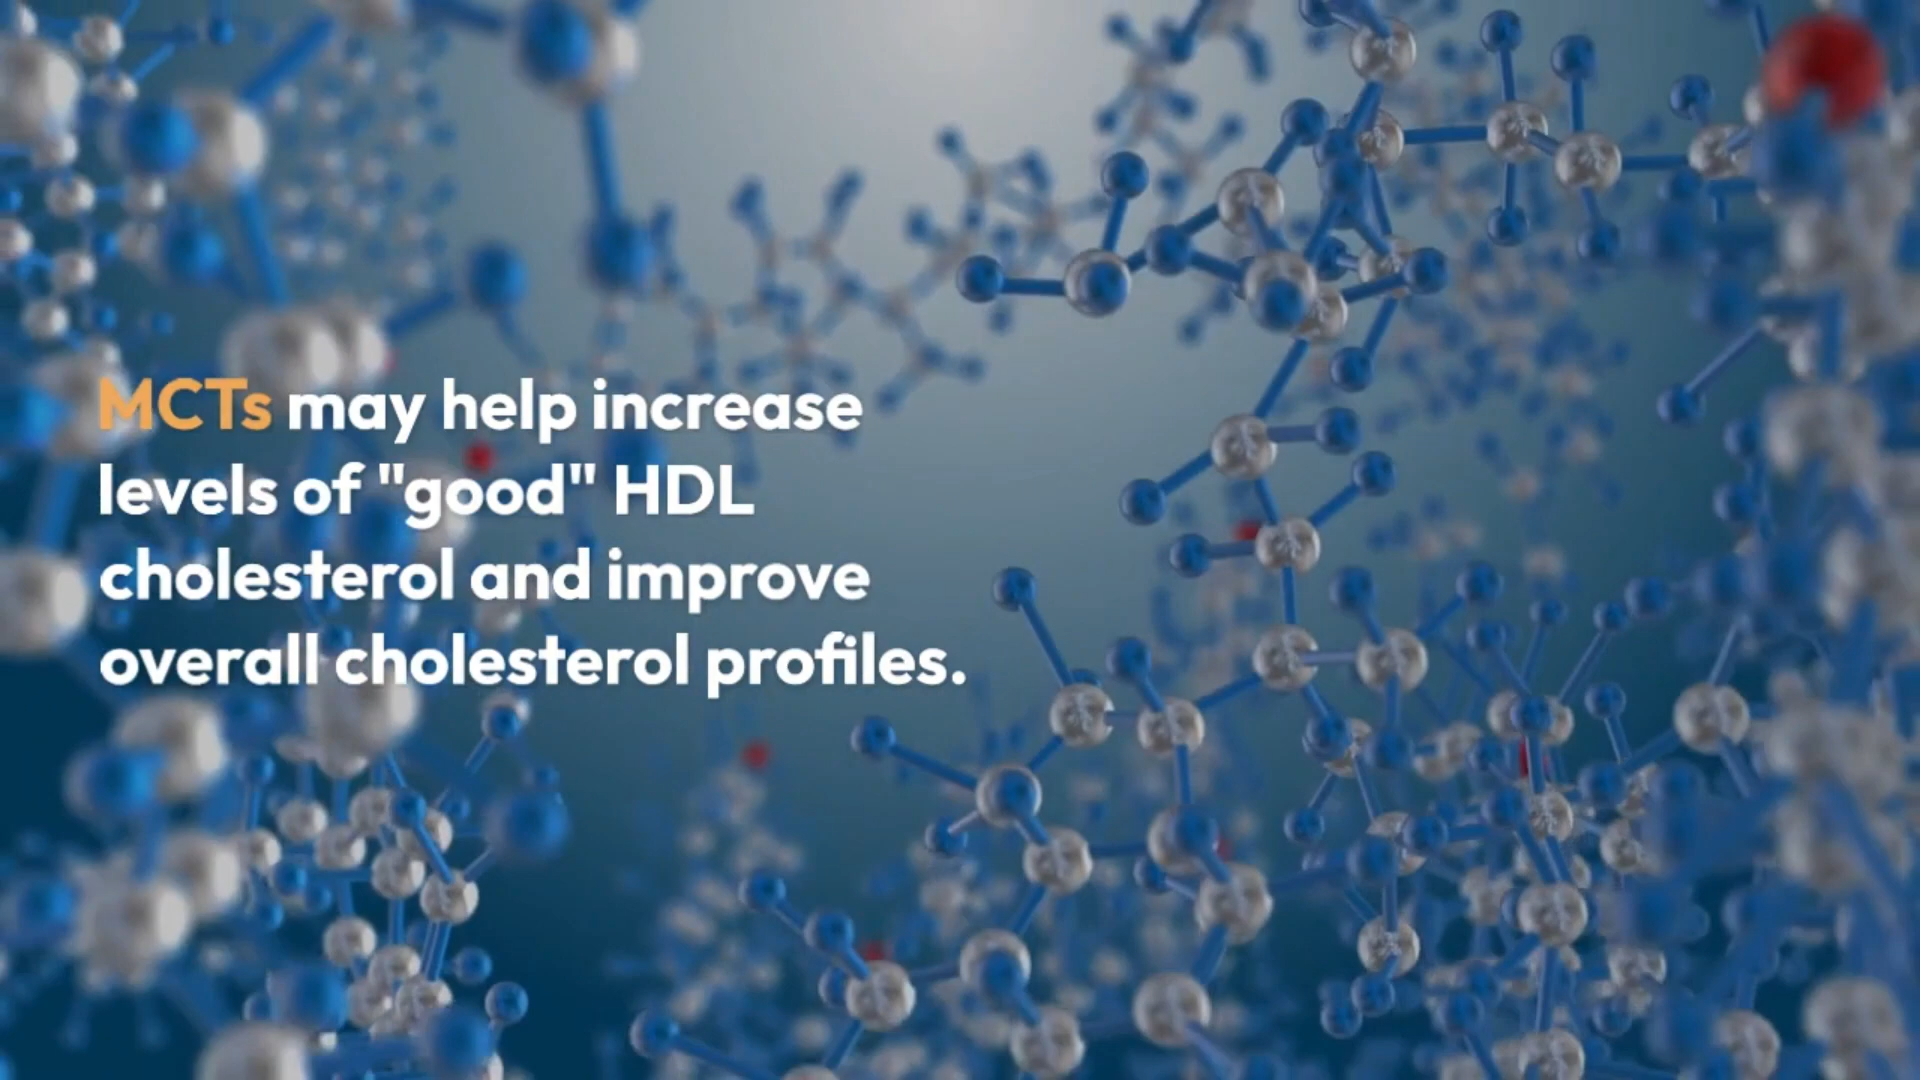 MCTs may help increase
levels of "good" HDL
cholesterol and improve
overall cholesterol profiles.